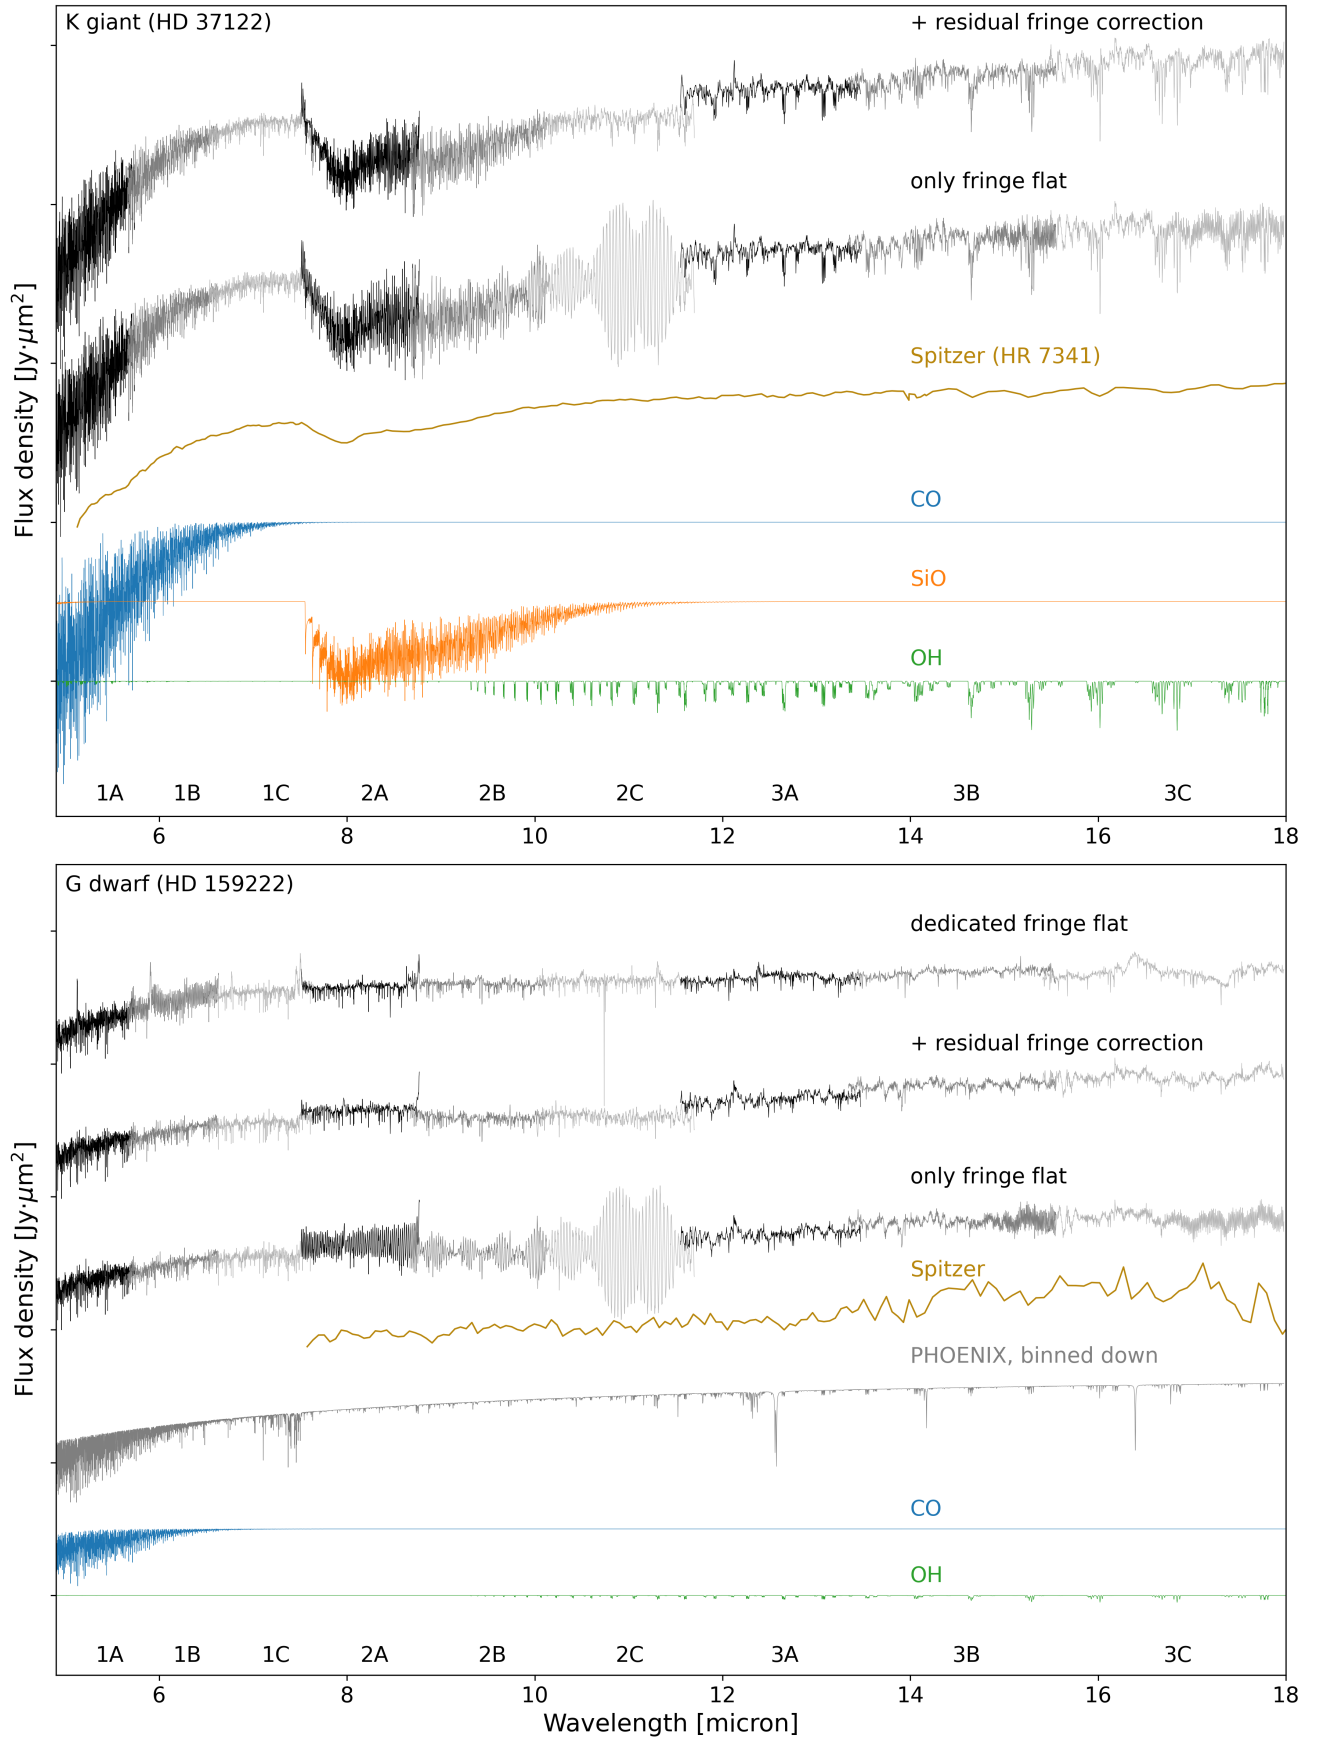 K giant (HD 37122)
+ residual fringe correction
only fringe flat
Spitzer (HR 7341)
CO
SiO
OH
Flux density [Jy·μm²]
1A 1B 1C 2A 2B 2C 3A 3B 3C
6 8 10 12 14 16 18
G dwarf (HD 159222)
dedicated fringe flat
+ residual fringe correction
only fringe flat
Spitzer
PHOENIX, binned down
CO
OH
Flux density [Jy·μm²]
1A 1B 1C 2A 2B 2C 3A 3B 3C
6 8 10 12 14 16 18
Wavelength [micron]